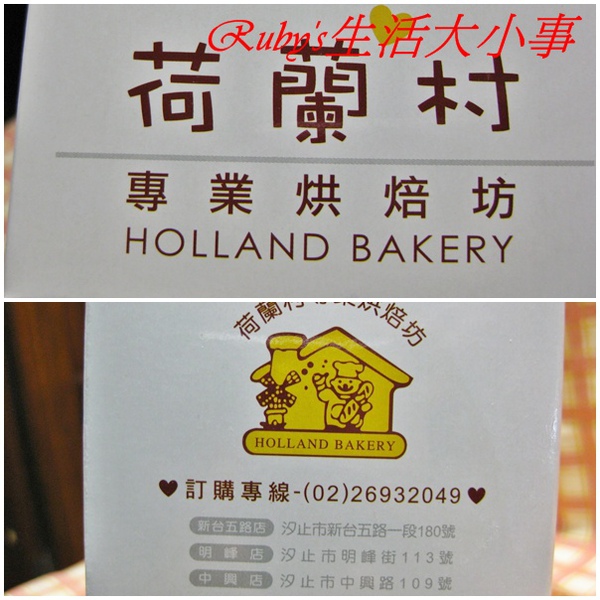 Ruby's生活大小事
荷蘭村
專業烘焙坊
HOLLAND BAKERY
荷蘭村專業烘焙坊
HOLLAND BAKERY
♥訂購專線-(02)26932049♥
新台五路店 汐止市新台五路一段180號
明峰店 汐止市明峰街113號
中興店 汐止市中興路109號